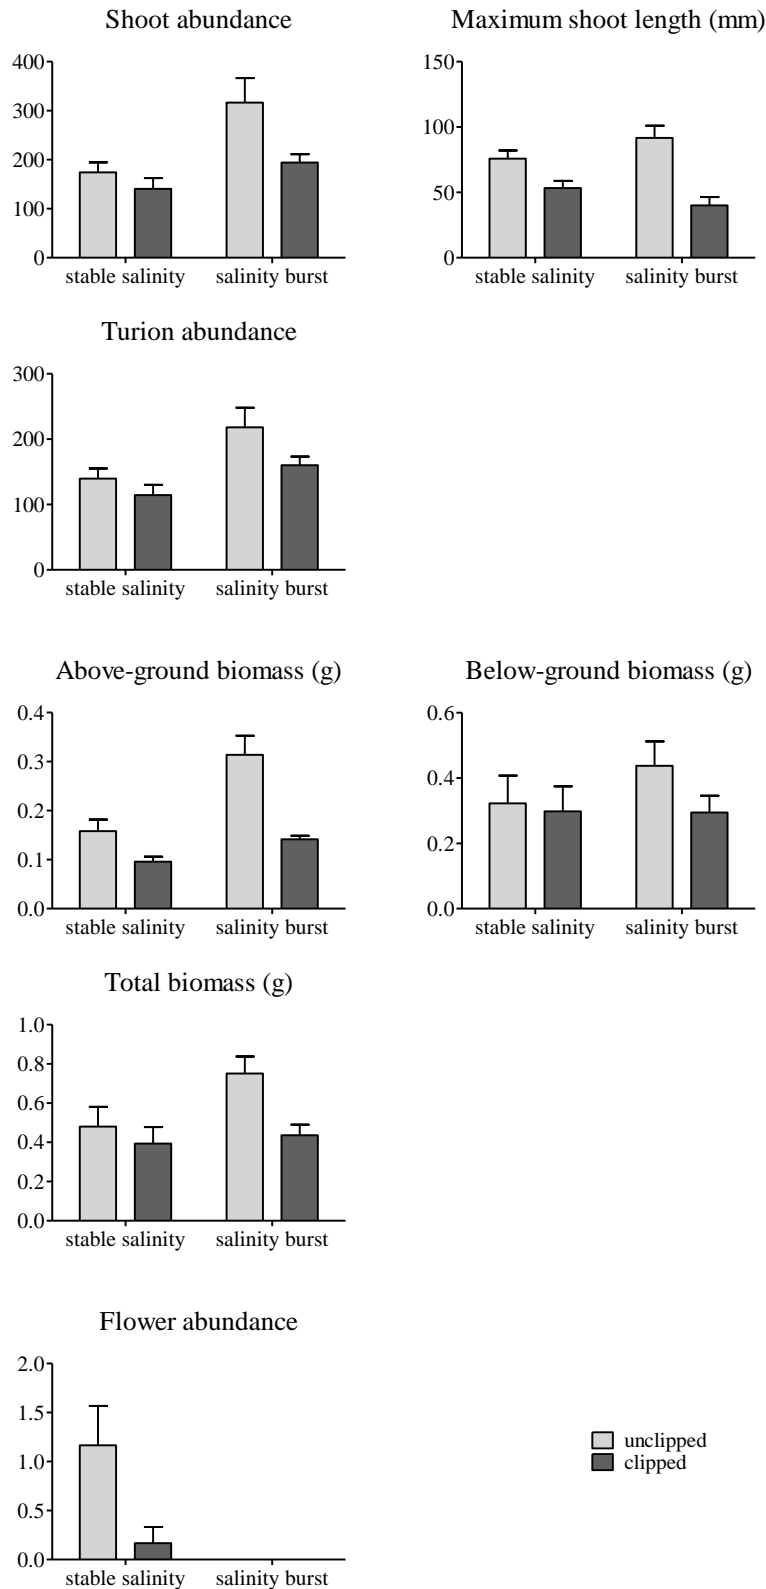 Shoot abundance
400
300
200
100
0
stable salinity salinity burst
Maximum shoot length (mm)
150
100
50
0
stable salinity salinity burst
Turion abundance
300
200
100
0
stable salinity salinity burst
Above-ground biomass (g)
0.4
0.3
0.2
0.1
0.0
stable salinity salinity burst
Below-ground biomass (g)
0.6
0.4
0.2
0.0
stable salinity salinity burst
Total biomass (g)
1.0
0.8
0.6
0.4
0.2
0.0
stable salinity salinity burst
Flower abundance
2.0
1.5
1.0
0.5
0.0
stable salinity salinity burst
unclipped
clipped